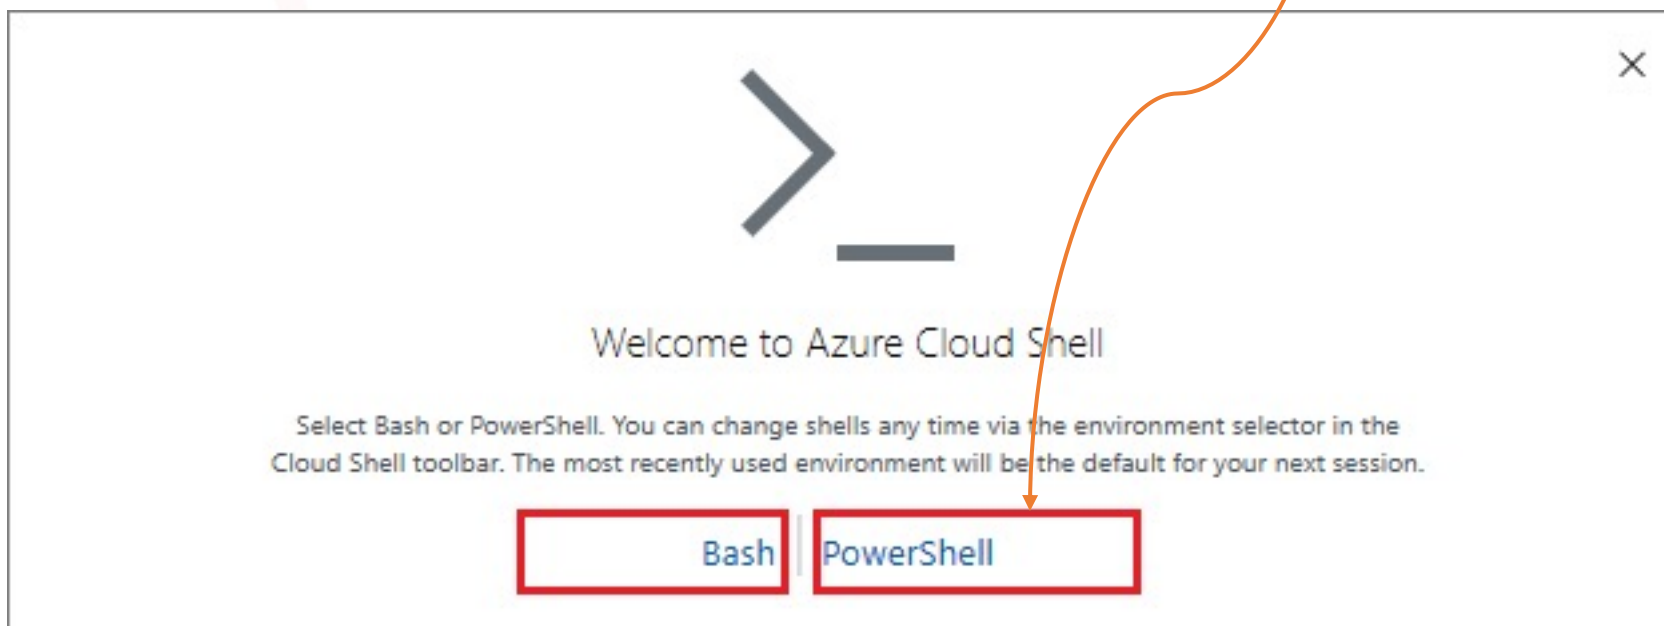 Welcome to Azure Cloud Shell
Select Bash or PowerShell. You can change shells any time via the environment selector in the
Cloud Shell toolbar. The most recently used environment will be the default for your next session.
Bash PowerShell